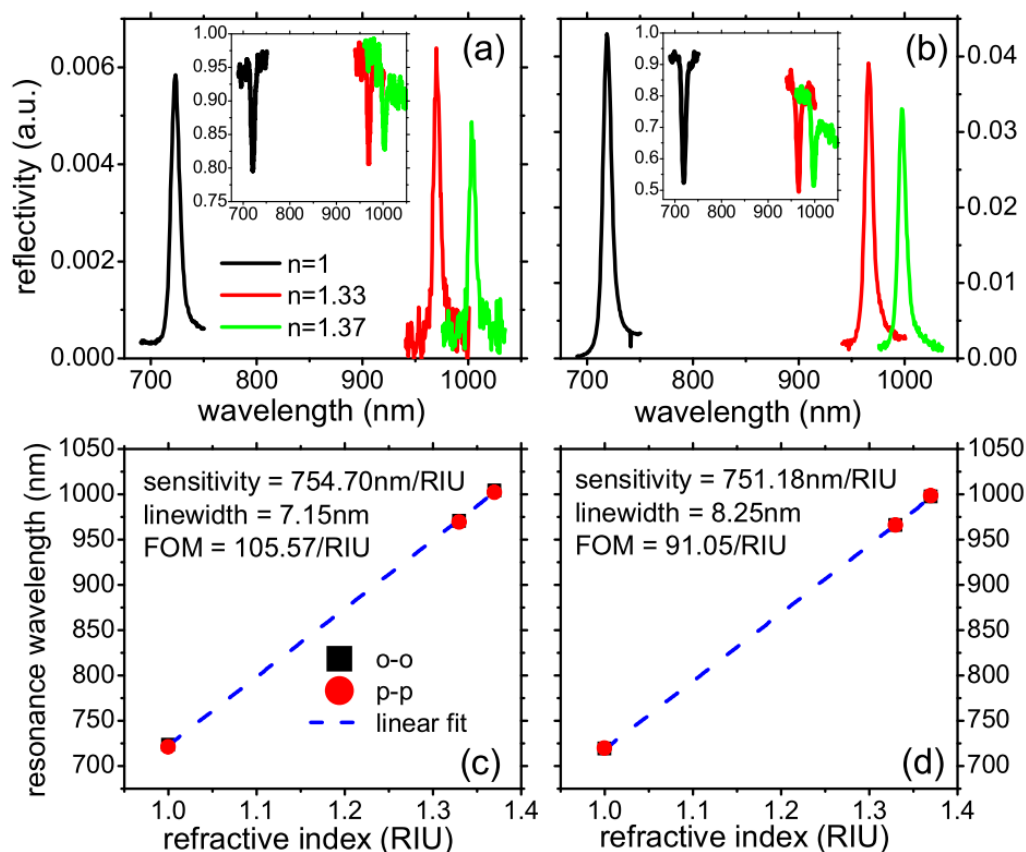 (a)
(b)
reflectivity (a.u.)
0.006
0.004
0.002
0.000
1.00
0.95
0.90
0.85
0.80
0.75
700 800 900 1000
n=1
n=1.33
n=1.37
700 800 900 1000
wavelength (nm)
1.0
0.9
0.8
0.7
0.6
0.5
700 800 900 1000
0.04
0.03
0.02
0.01
0.00
700 800 900 1000
wavelength (nm)
resonance wavelength (nm)
1050
1000
950
900
850
800
750
700
sensitivity = 754.70nm/RIU
linewidth = 7.15nm
FOM = 105.57/RIU
o-o
p-p
linear fit
(c)
1.0 1.1 1.2 1.3 1.4
refractive index (RIU)
sensitivity = 751.18nm/RIU
linewidth = 8.25nm
FOM = 91.05/RIU
(d)
1050
1000
950
900
850
800
750
700
1.0 1.1 1.2 1.3 1.4
refractive index (RIU)